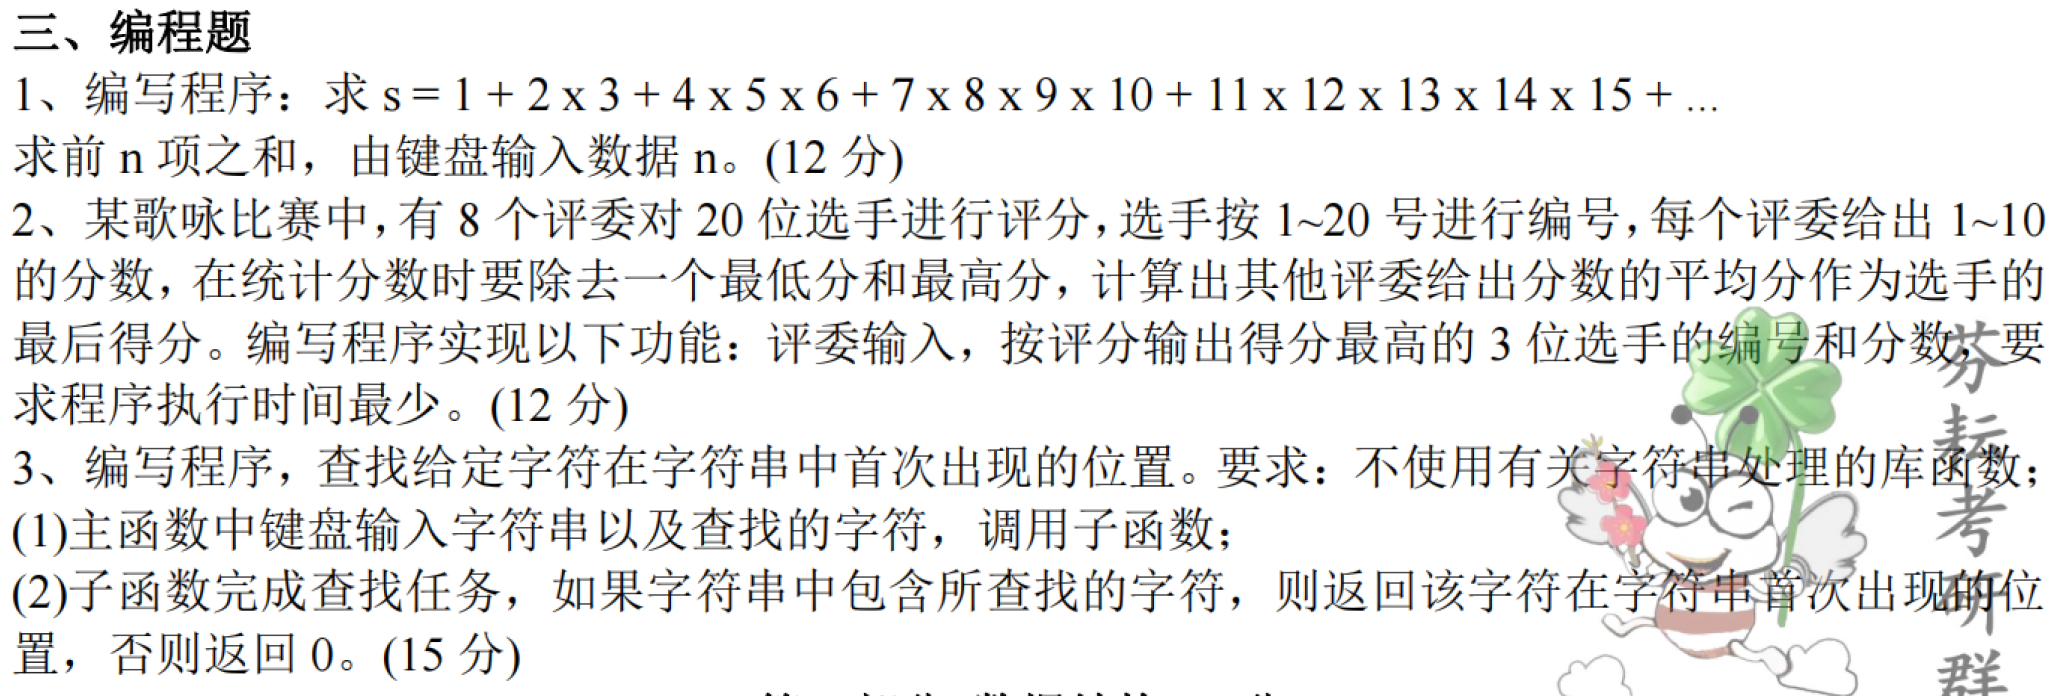 三、编程题
1、编写程序：求 s = 1 + 2 x 3 + 4 x 5 x 6 + 7 x 8 x 9 x 10 + 11 x 12 x 13 x 14 x 15 + ...
求前 n 项之和，由键盘输入数据 n。(12 分)
2、某歌咏比赛中，有 8 个评委对 20 位选手进行评分，选手按 1~20 号进行编号，每个评委给出 1~10
的分数，在统计分数时要除去一个最低分和最高分，计算出其他评委给出分数的平均分作为选手的
最后得分。编写程序实现以下功能：评委输入，按评分输出得分最高的 3 位选手的编号和分数，要
求程序执行时间最少。(12 分)
3、编写程序，查找给定字符在字符串中首次出现的位置。要求：不使用有关字符串处理的库函数；
(1)主函数中键盘输入字符串以及查找的字符，调用子函数；
(2)子函数完成查找任务，如果字符串中包含所查找的字符，则返回该字符在字符串首次出现的位
置，否则返回 0。(15 分)
芬耘考研群